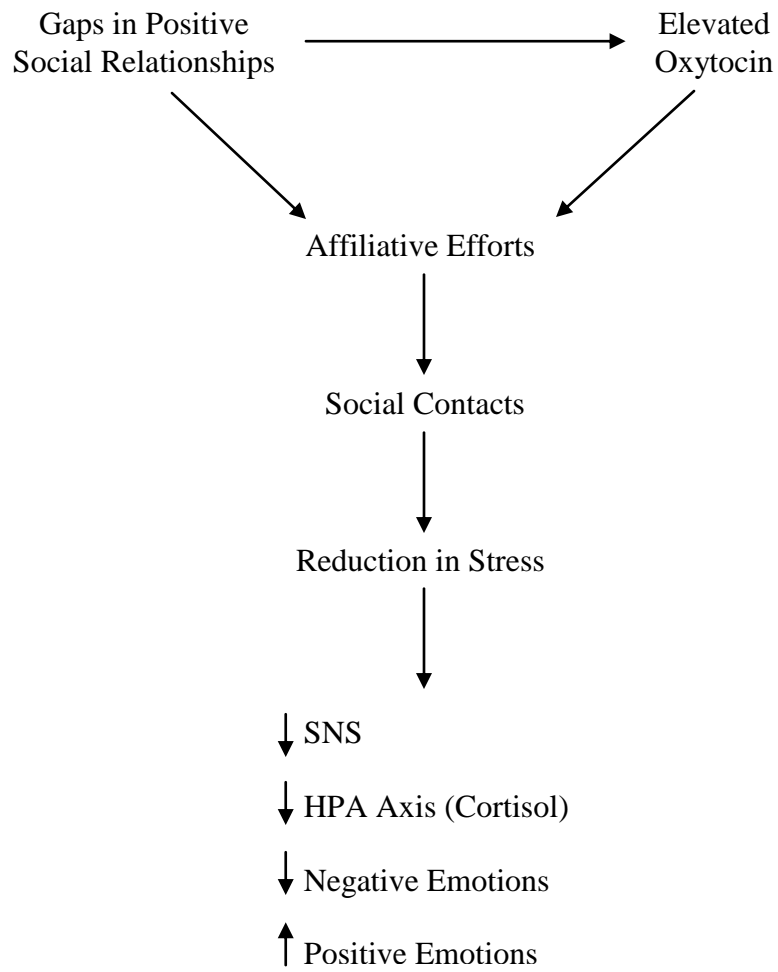 Gaps in Positive
Social Relationships
Elevated
Oxytocin
Affiliative Efforts
Social Contacts
Reduction in Stress
SNS
HPA Axis (Cortisol)
Negative Emotions
Positive Emotions